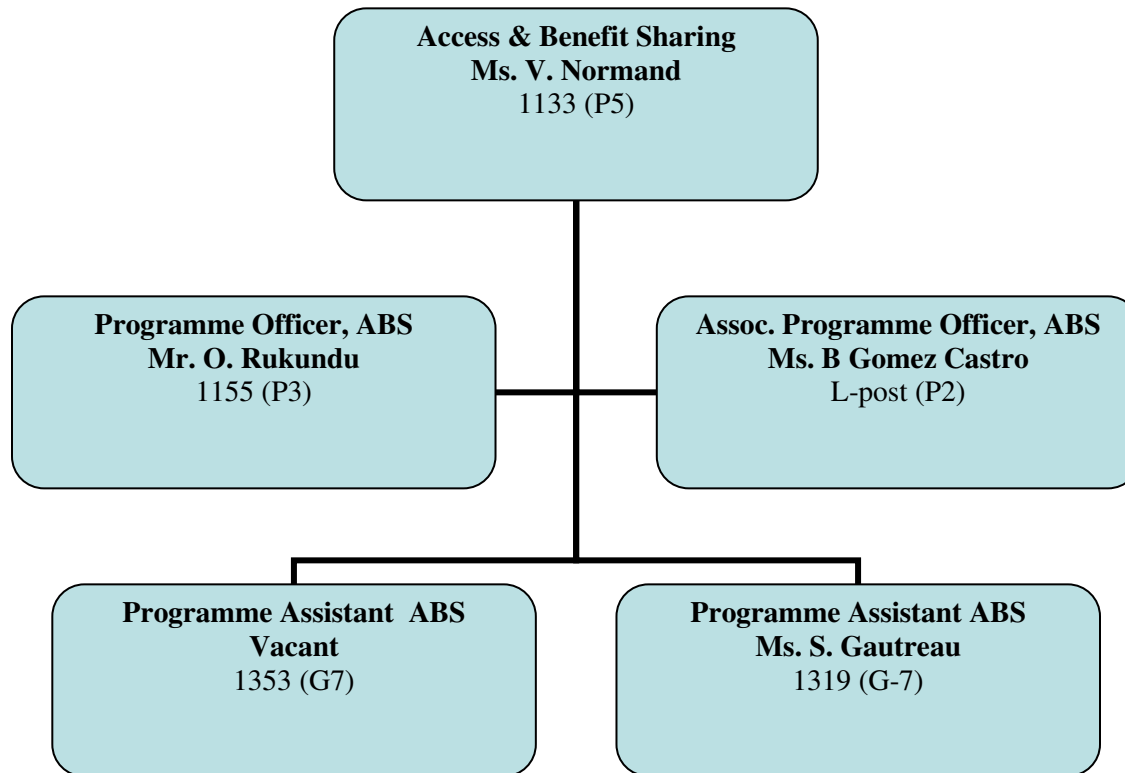 Access & Benefit Sharing
Ms. V. Normand
1133 (P5)
Programme Officer, ABS
Mr. O. Rukundu
1155 (P3)
Assoc. Programme Officer, ABS
Ms. B Gomez Castro
L-post (P2)
Programme Assistant  ABS
Vacant
1353 (G7)
Programme Assistant ABS
Ms. S. Gautreau
1319 (G-7)